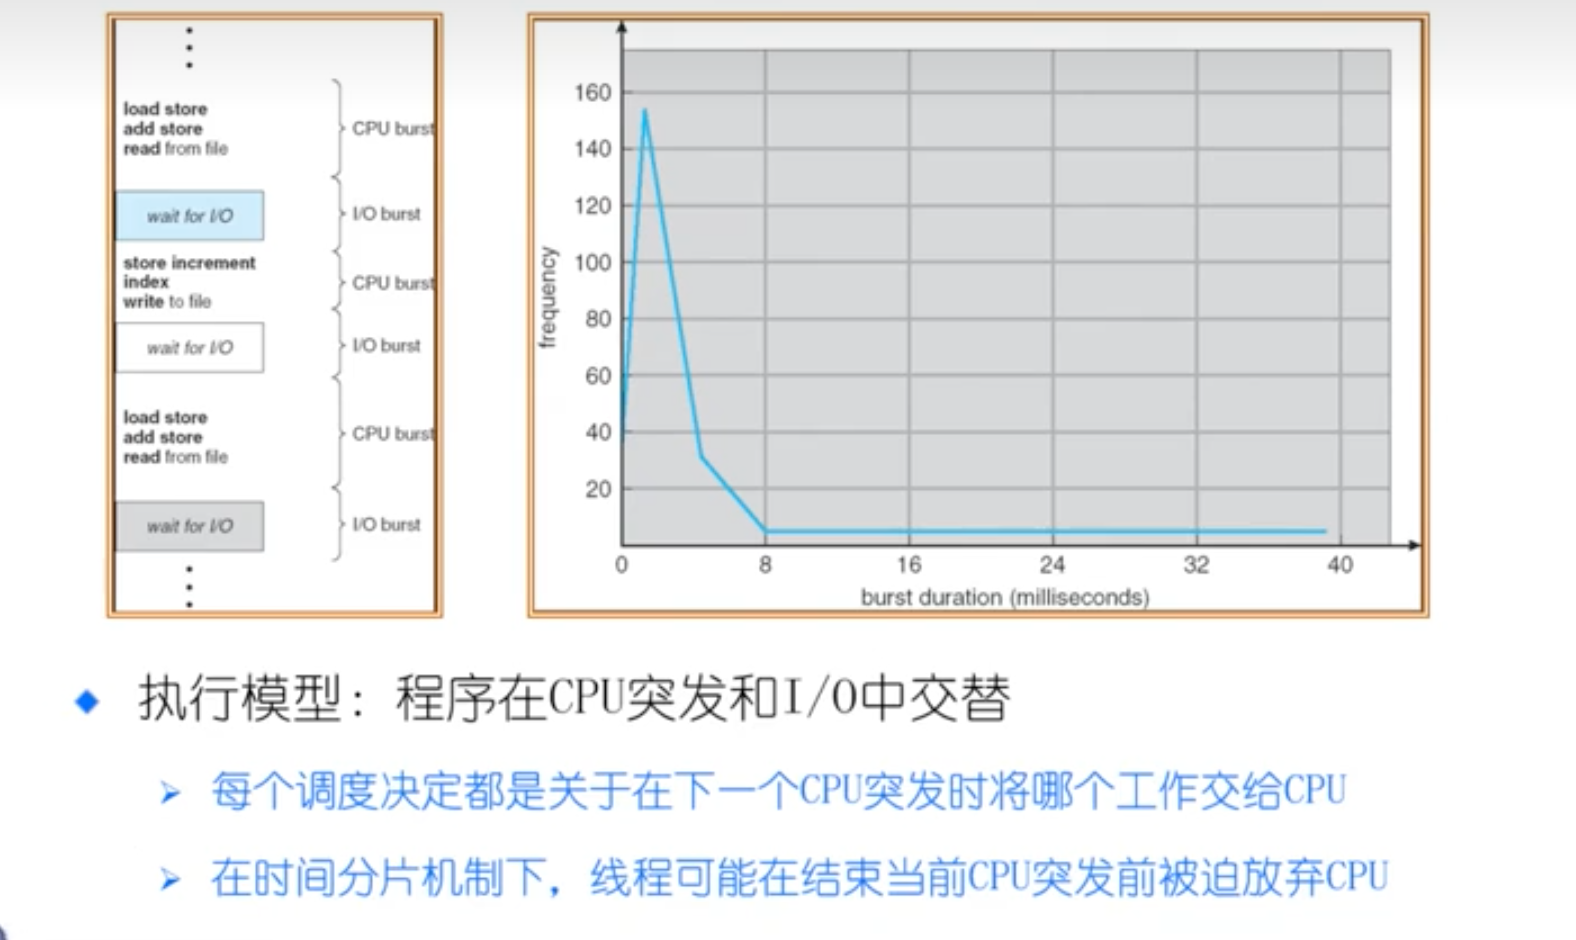 load store
add store
read from file
CPU burst
wait for I/O
I/O burst
store increment
index
write to file
CPU burst
wait for I/O
I/O burst
load store
add store
read from file
CPU burst
wait for I/O
I/O burst
frequency
160
140
120
100
80
60
40
20
0 8 16 24 32 40
burst duration (milliseconds)
执行模型：程序在CPU突发和I/O中交替
每个调度决定都是关于在下一个CPU突发时将哪个工作交给CPU
在时间分片机制下，线程可能在结束当前CPU突发前被迫放弃CPU